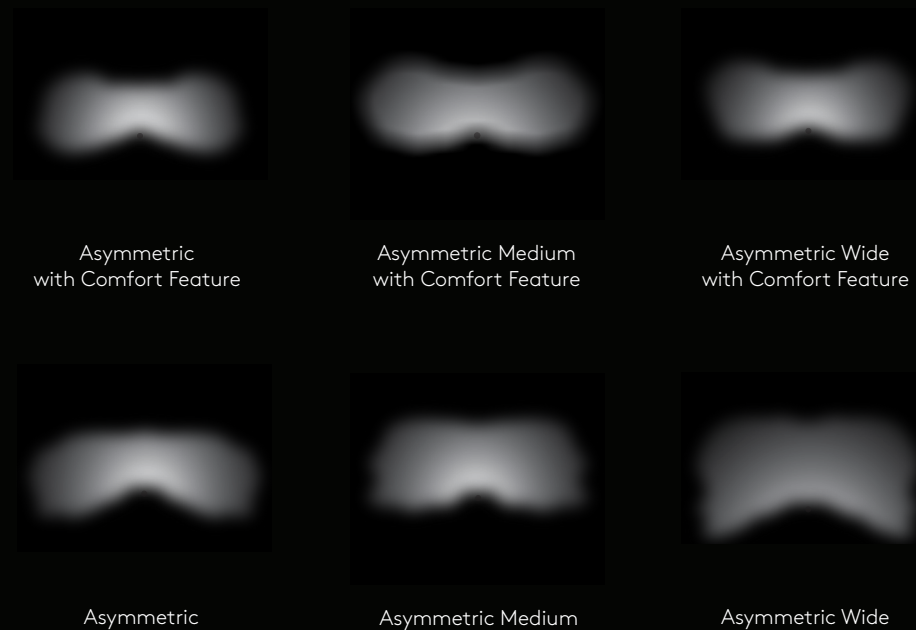 Asymmetric
with Comfort Feature
Asymmetric Medium
with Comfort Feature
Asymmetric Wide
with Comfort Feature
Asymmetric
Asymmetric Medium
Asymmetric Wide